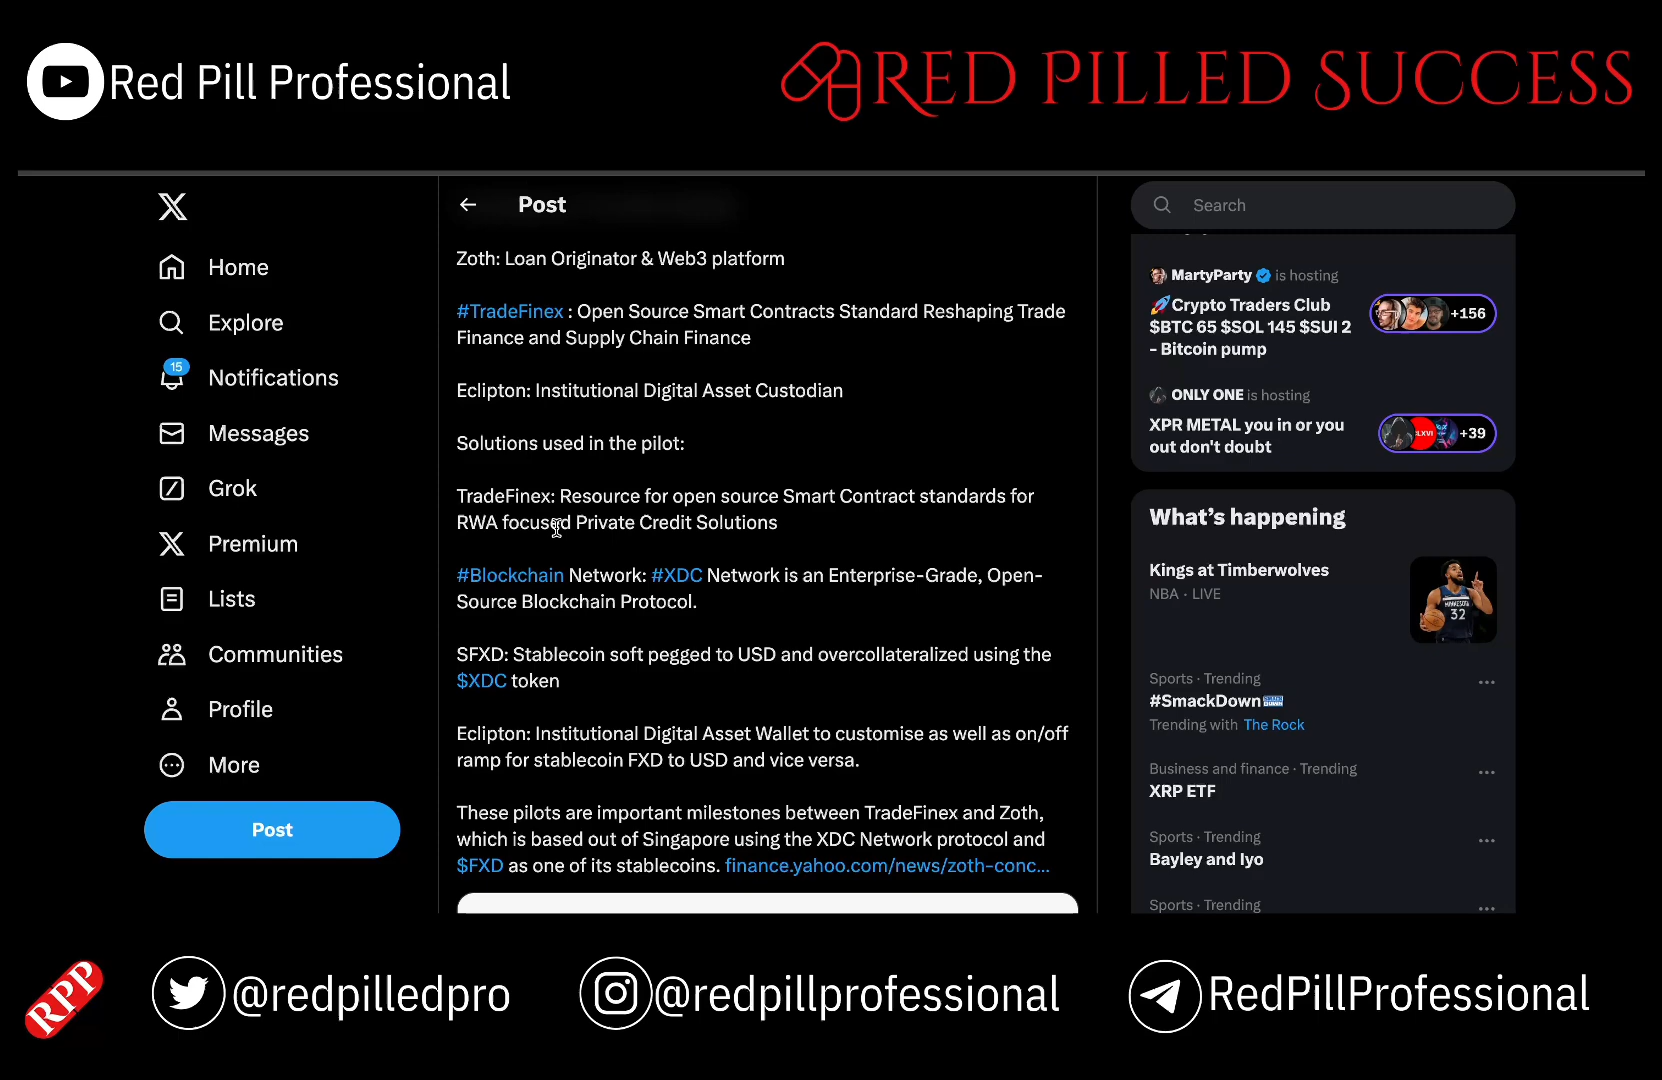 Red Pill Professional
RED PILLED SUCCESS
Home
Explore
15
Notifications
Messages
Grok
Premium
Lists
Communities
Profile
More
Post
Post
Zoth: Loan Originator & Web3 platform
#TradeFinex : Open Source Smart Contracts Standard Reshaping Trade
Finance and Supply Chain Finance
Eclipton: Institutional Digital Asset Custodian
Solutions used in the pilot:
TradeFinex: Resource for open source Smart Contract standards for
RWA focused Private Credit Solutions
#Blockchain Network: #XDC Network is an Enterprise-Grade, Open-
Source Blockchain Protocol.
SFXD: Stablecoin soft pegged to USD and overcollateralized using the
$XDC token
Eclipton: Institutional Digital Asset Wallet to customise as well as on/off
ramp for stablecoin FXD to USD and vice versa.
These pilots are important milestones between TradeFinex and Zoth,
which is based out of Singapore using the XDC Network protocol and
$FXD as one of its stablecoins. finance.yahoo.com/news/zoth-conc...
Search
MartyParty is hosting
🚀Crypto Traders Club
$BTC 65 $SOL 145 $SUI 2
- Bitcoin pump
+156
ONLY ONE is hosting
XPR METAL you in or you
out don't doubt
+39
What's happening
Kings at Timberwolves
NBA · LIVE
Sports · Trending
#SmackDown
Trending with The Rock
Business and finance · Trending
XRP ETF
Sports · Trending
Bayley and Iyo
Sports · Trending
RPP
@redpilledpro
@redpillprofessional
RedPillProfessional